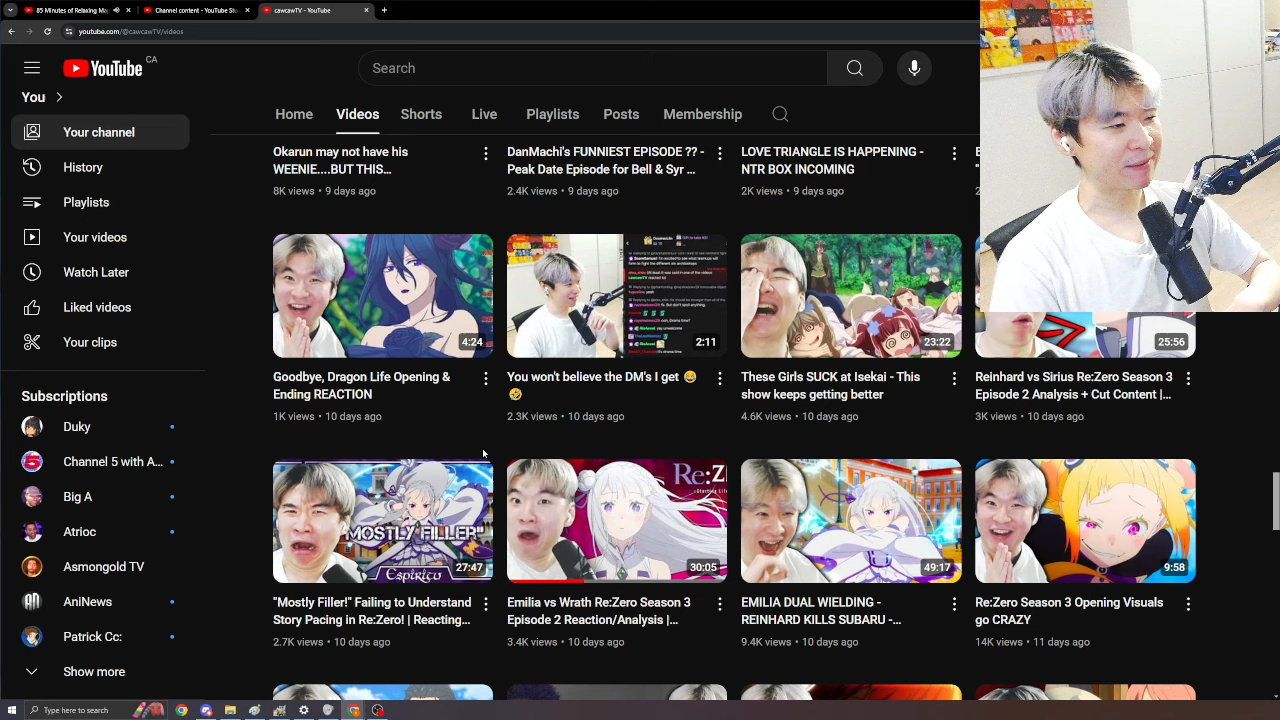 85 Minutes of Relaxing Mo
Channel content - YouTube Stu
cawcawTV - YouTube
youtube.com/@cawcawTV/videos
YouTube CA
Search
You
Your channel
History
Playlists
Your videos
Watch Later
Liked videos
Your clips
Subscriptions
Duky
Channel 5 with A...
Big A
Atrioc
Asmongold TV
AniNews
Patrick Cc:
Show more
Home
Videos
Shorts
Live
Playlists
Posts
Membership
Okarun may not have his
WEENIE....BUT THIS...
8K views • 9 days ago
DanMachi's FUNNIEST EPISODE ?? -
Peak Date Episode for Bell & Syr ...
2.4K views • 9 days ago
LOVE TRIANGLE IS HAPPENING -
NTR BOX INCOMING
2K views • 9 days ago
4:24
Goodbye, Dragon Life Opening &
Ending REACTION
1K views • 10 days ago
2:11
You won't believe the DM's I get 😂
🤣
2.3K views • 10 days ago
23:22
These Girls SUCK at Isekai - This
show keeps getting better
4.6K views • 10 days ago
25:56
Reinhard vs Sirius Re:Zero Season 3
Episode 2 Analysis + Cut Content |...
3K views • 10 days ago
"MOSTLY FILLER"
Espírito
27:47
"Mostly Filler!" Failing to Understand
Story Pacing in Re:Zero! | Reacting...
2.7K views • 10 days ago
Re:Z
30:05
Emilia vs Wrath Re:Zero Season 3
Episode 2 Reaction/Analysis |...
3.4K views • 10 days ago
49:17
EMILIA DUAL WIELDING -
REINHARD KILLS SUBARU -...
9.4K views • 10 days ago
9:58
Re:Zero Season 3 Opening Visuals
go CRAZY
14K views • 11 days ago
Type here to search